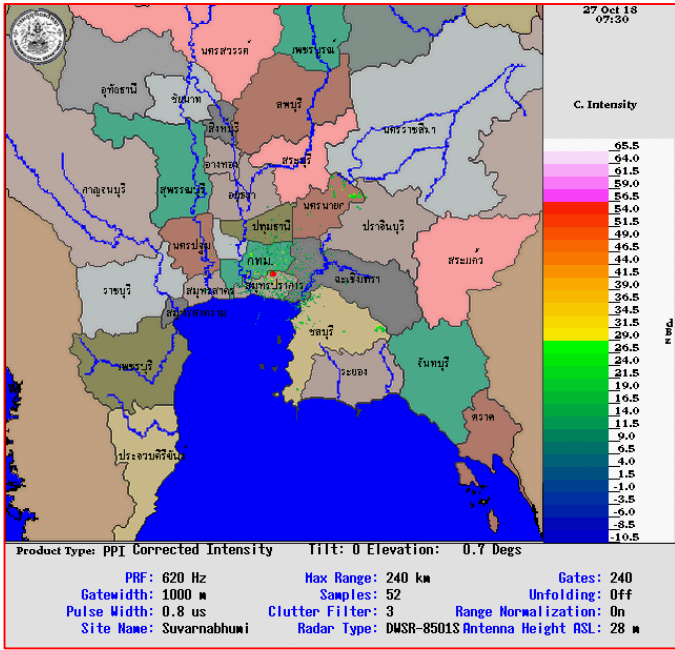 27 Oct 18
07:30
C. Intensity
นครสวรรค์
เพชรบูรณ์
อุทัยธานี
ชัยนาท
ลพบุรี
สิงห์บุรี
นครราชสีมา
อ่างทอง
สระบุรี
กาญจนบุรี
สุพรรณบุรี
อยุธยา
นครนายก
ปทุมธานี
ปราจีนบุรี
นครปฐม
กทม.
สระแก้ว
ราชบุรี
สมุทรสาคร
สมุทรปราการ
ฉะเชิงเทรา
สมุทรสงคราม
ชลบุรี
เพชรบุรี
ระยอง
จันทบุรี
ตราด
ประจวบคิรีขันธ์
65.5
64.0
61.5
59.0
56.5
54.0
51.5
49.0
46.5
44.0
41.5
39.0
36.5
34.0
31.5
29.0
26.5
24.0
21.5
19.0
16.5
14.0
11.5
9.0
6.5
4.0
1.5
-1.0
-3.5
-6.0
-8.5
-10.5
Product Type: PPI Corrected Intensity Tilt: 0 Elevation: 0.7 Degs
PRF: 620 Hz Max Range: 240 km Gates: 240
Gatewidth: 1000 m Samples: 52 Unfolding: Off
Pulse Width: 0.8 us Clutter Filter: 3 Range Normalization: On
Site Name: Suvarnabhumi Radar Type: DWSR-8501S Antenna Height ASL: 28 m